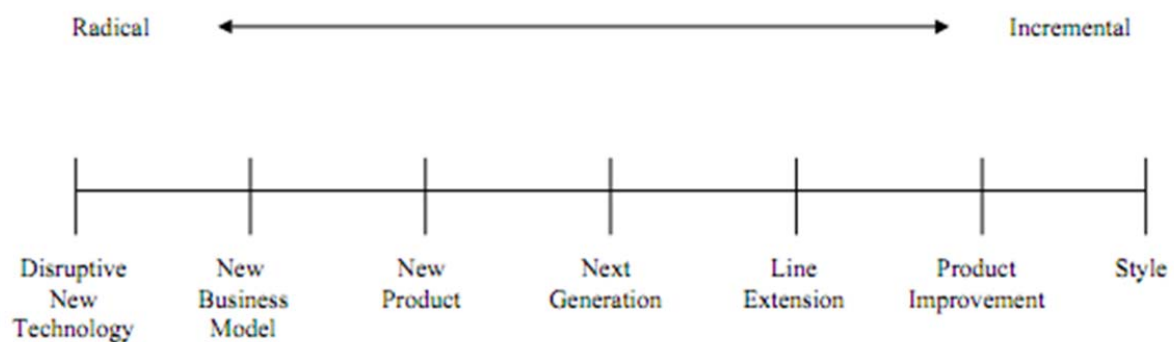 Radical
Incremental
Disruptive
New
Technology
New
Business
Model
New
Product
Next
Generation
Line
Extension
Product
Improvement
Style